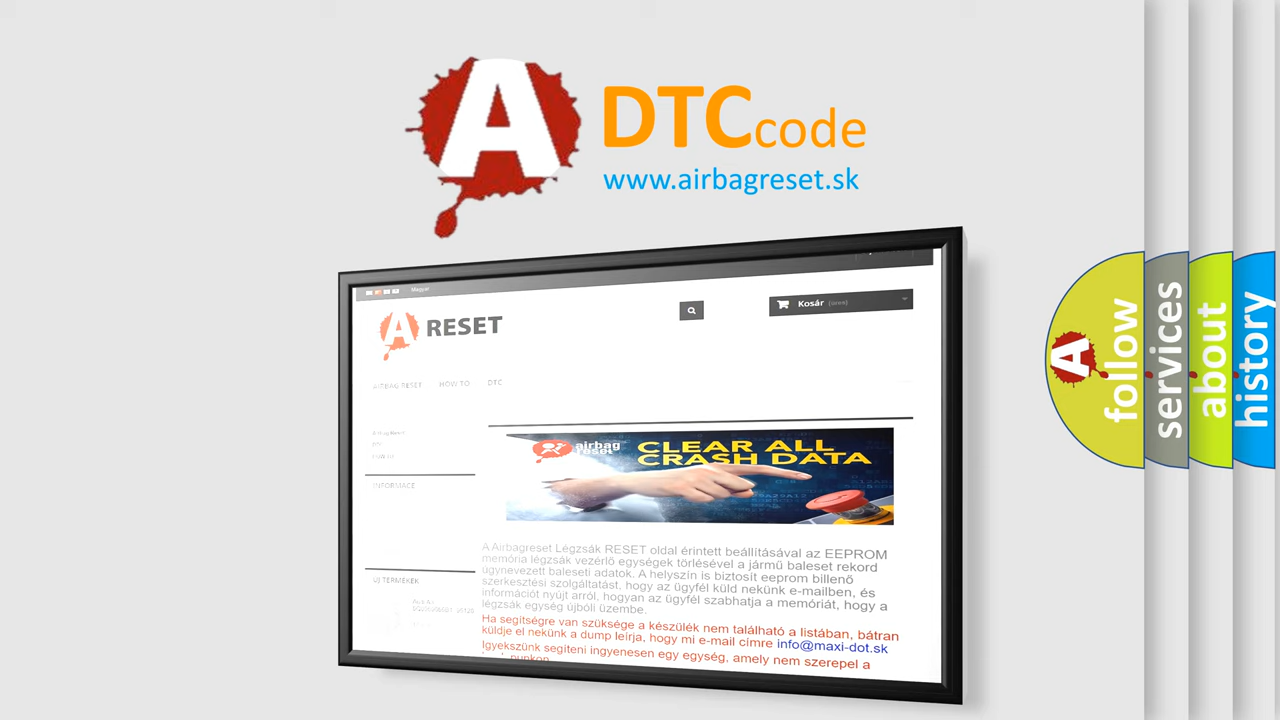 A DTC code
www.airbagreset.sk
Magyar
Kosár (üres)
A RESET
AIRBAG RESET HOW TO DTC
INFORMACE
airbag
reset
CLEAR ALL
CRASH DATA
A Airbagreset Légzsák RESET oldal érintett beállításával az EEPROM
memória légzsák vezérlő egységek törlésével a jármű baleset rekord
úgynevezett baleseti adatok. A helyszín is biztosít eeprom billenő
szerkesztési szolgáltatást, hogy az ügyfél küld nekünk e-mailben, és
információt nyújt arról, hogyan az ügyfél szabhatja a memóriát, hogy a
légzsák egység újbóli üzembe.
Ha segítségre van szüksége a készülék nem található a listában, bátran
küldje el nekünk a dump leírja, hogy mi e-mail címre info@maxi-dot.sk
Igyekszünk segíteni ingyenesen egy egység, amely nem szerepel a
ÚJ TERMÉKEK
A follow
services
about
history